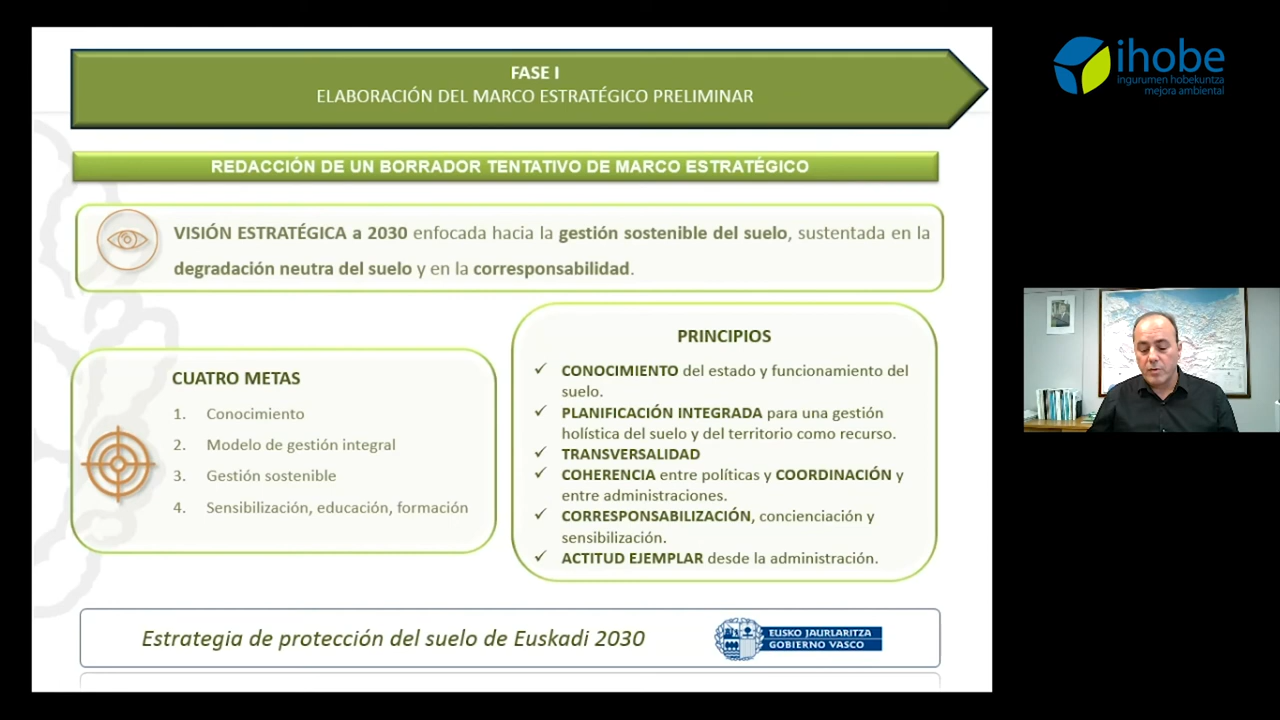 FASE I
ELABORACIÓN DEL MARCO ESTRATÉGICO PRELIMINAR
REDACCIÓN DE UN BORRADOR TENTATIVO DE MARCO ESTRATÉGICO
VISIÓN ESTRATÉGICA a 2030 enfocada hacia la gestión sostenible del suelo, sustentada en la
degradación neutra del suelo y en la corresponsabilidad.
CUATRO METAS
1. Conocimiento
2. Modelo de gestión integral
3. Gestión sostenible
4. Sensibilización, educación, formación
PRINCIPIOS
✓ CONOCIMIENTO del estado y funcionamiento del
suelo.
✓ PLANIFICACIÓN INTEGRADA para una gestión
holística del suelo y del territorio como recurso.
✓ TRANSVERSALIDAD
✓ COHERENCIA entre políticas y COORDINACIÓN y
entre administraciones.
✓ CORRESPONSABILIZACIÓN, concienciación y
sensibilización.
✓ ACTITUD EJEMPLAR desde la administración.
Estrategia de protección del suelo de Euskadi 2030
EUSKO JAURLARITZA
GOBIERNO VASCO
ihobe
ingurumen hobekuntza
mejora ambiental